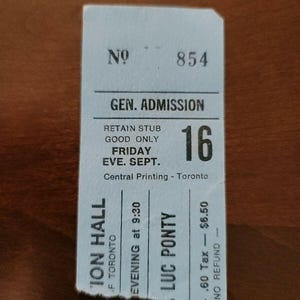 Nº 854
GEN. ADMISSION
RETAIN STUB
GOOD ONLY
FRIDAY
EVE. SEPT. 16
Central Printing - Toronto
ION HALL
F TORONTO
EVENING at 9:30
LUC PONTY
.60 Tax — $6.50
NO REFUND —